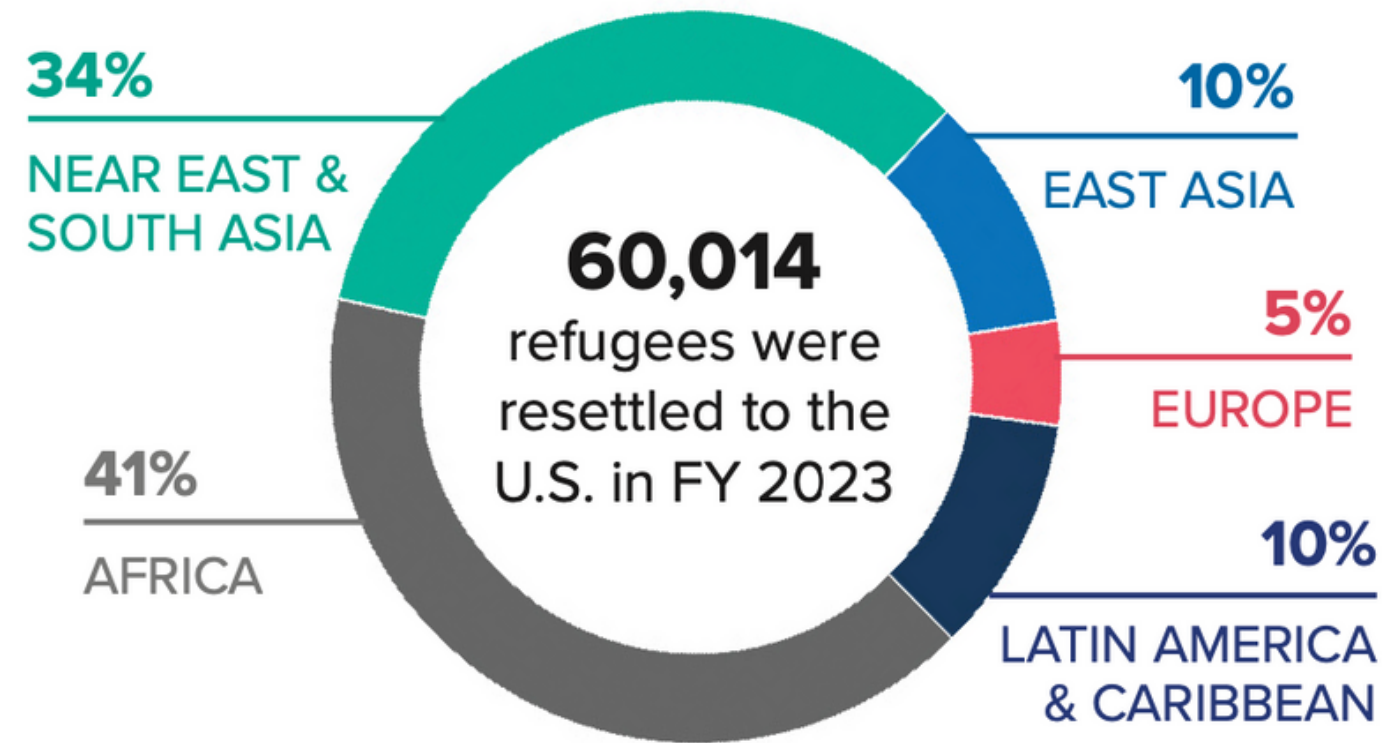 34%
NEAR EAST &
SOUTH ASIA
41%
AFRICA
60,014
refugees were
resettled to the
U.S. in FY 2023
10%
EAST ASIA
5%
EUROPE
10%
LATIN AMERICA
& CARIBBEAN